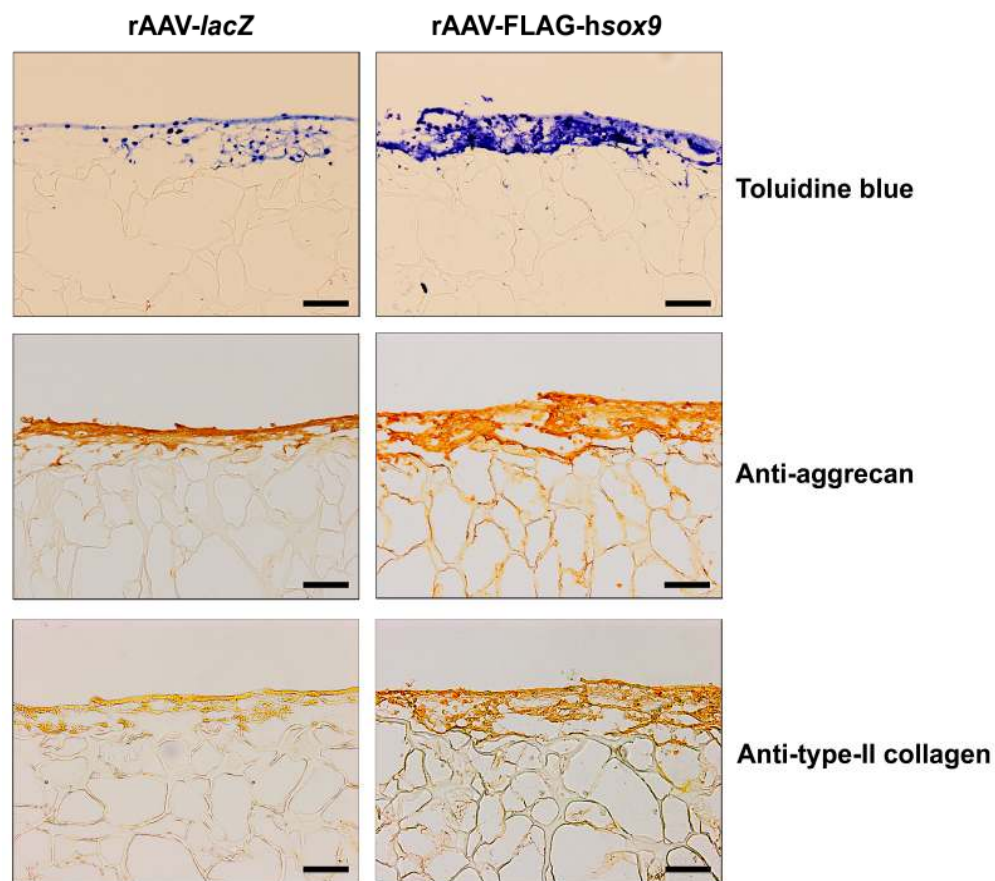 rAAV-lacZ
rAAV-FLAG-hsox9
Toluidine blue
Anti-aggrecan
Anti-type-II collagen